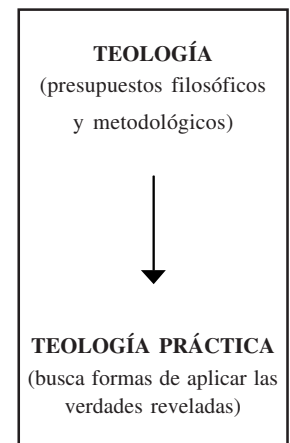 TEOLOGÍA
(presupuestos filosóficos
y metodológicos)
TEOLOGÍA PRÁCTICA
(busca formas de aplicar las
verdades reveladas)